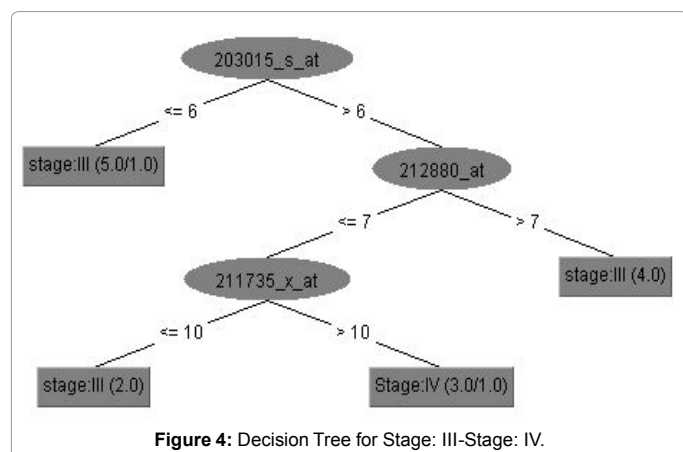 203015_s_at
<= 6
> 6
stage:III (5.0/1.0)
212880_at
<= 7
> 7
211735_x_at
stage:III (4.0)
<= 10
> 10
stage:III (2.0)
Stage:IV (3.0/1.0)
Figure 4: Decision Tree for Stage: III-Stage: IV.